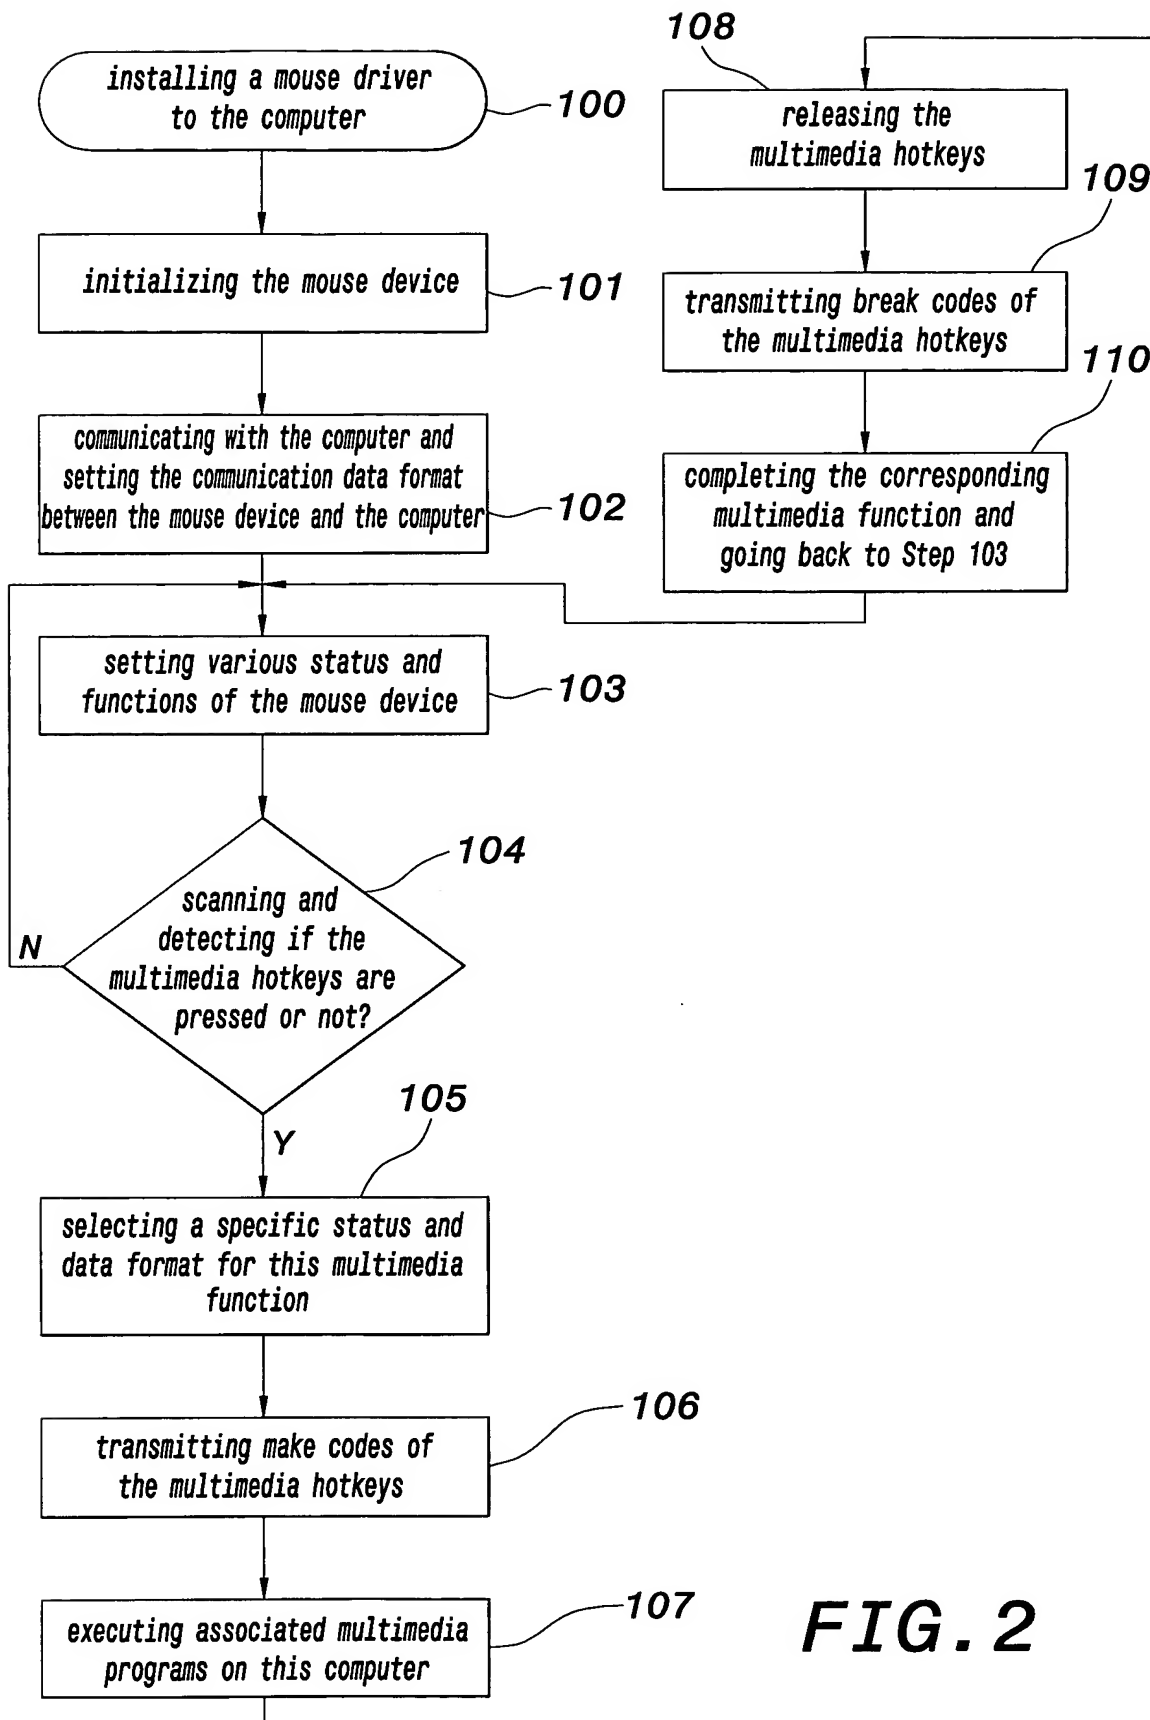 installing a mouse driver
to the computer
100
initializing the mouse device
101
communicating with the computer and
setting the communication data format
between the mouse device and the computer
102
setting various status and
functions of the mouse device
103
scanning and
detecting if the
multimedia hotkeys are
pressed or not?
104
N
Y
105
selecting a specific status and
data format for this multimedia
function
transmitting make codes of
the multimedia hotkeys
106
executing associated multimedia
programs on this computer
107
108
releasing the
multimedia hotkeys
109
transmitting break codes of
the multimedia hotkeys
110
completing the corresponding
multimedia function and
going back to Step 103
FIG.2